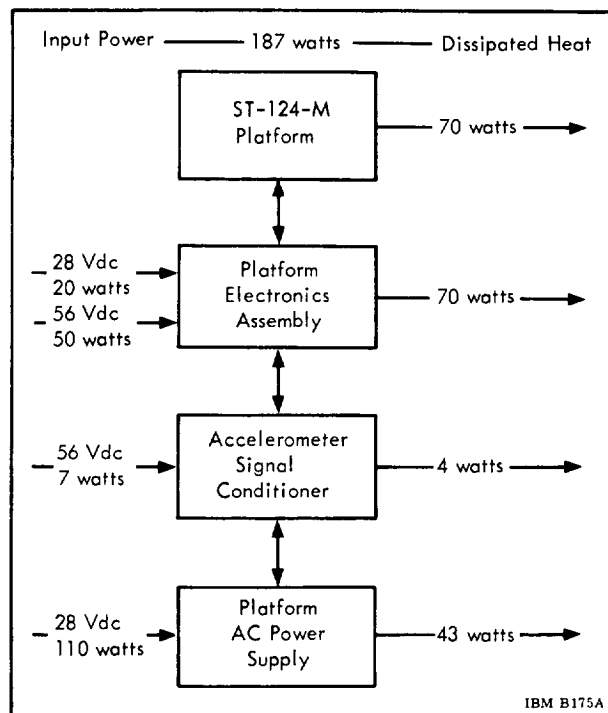 Input Power 187 watts Dissipated Heat
ST-124-M
Platform
70 watts
28 Vdc
20 watts
56 Vdc
50 watts
Platform
Electronics
Assembly
70 watts
56 Vdc
7 watts
Accelerometer
Signal
Conditioner
4 watts
28 Vdc
110 watts
Platform
AC Power
Supply
43 watts
IBM B175A